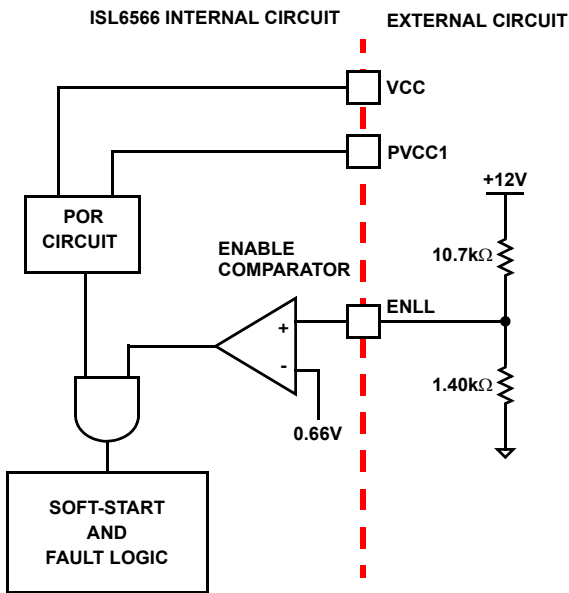 ISL6566 INTERNAL CIRCUIT
EXTERNAL CIRCUIT
VCC
PVCC1
+12V
POR
CIRCUIT
10.7kΩ
ENABLE
COMPARATOR
ENLL
+
-
1.40kΩ
0.66V
SOFT-START
AND
FAULT LOGIC